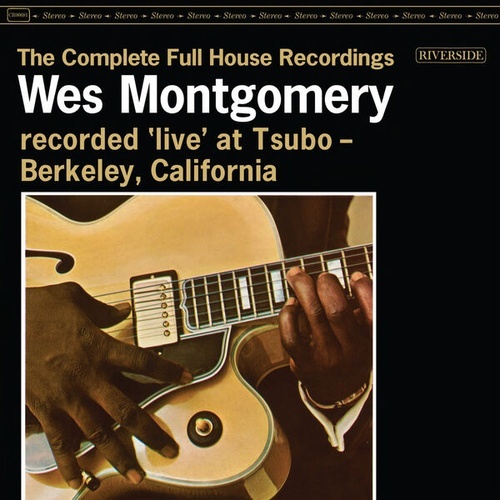 Stereo Stereo Stereo Stereo Stereo Stereo Stereo Stereo Stereo Stereo Stereo Stereo
The Complete Full House Recordings
RIVERSIDE
Wes Montgomery
recorded ‘live’ at Tsubo –
Berkeley, California